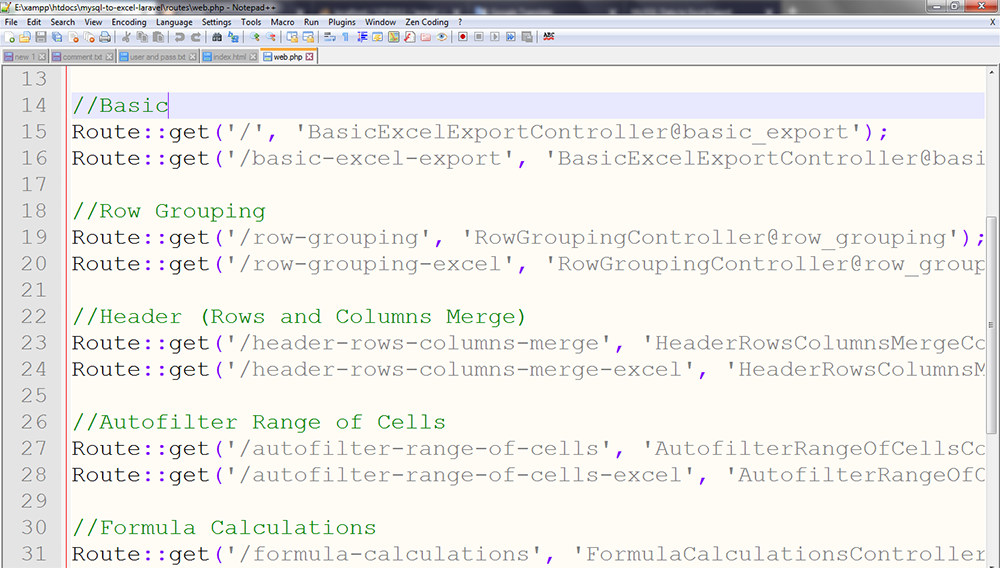 E:\xampp\htdocs\mysql-to-excel-laravel\routes\web.php - Notepad++
File Edit Search View Encoding Language Settings Tools Macro Run Plugins Window Zen Coding ? X
new 1 comment.txt user and pass.txt index.html web.php
13
14 //Basic
15 Route::get('/', 'BasicExcelExportController@basic_export');
16 Route::get('/basic-excel-export', 'BasicExcelExportController@basi
17
18 //Row Grouping
19 Route::get('/row-grouping', 'RowGroupingController@row_grouping');
20 Route::get('/row-grouping-excel', 'RowGroupingController@row_group
21
22 //Header (Rows and Columns Merge)
23 Route::get('/header-rows-columns-merge', 'HeaderRowsColumnsMergeCo
24 Route::get('/header-rows-columns-merge-excel', 'HeaderRowsColumnsM
25
26 //Autofilter Range of Cells
27 Route::get('/autofilter-range-of-cells', 'AutofilterRangeOfCellsCo
28 Route::get('/autofilter-range-of-cells-excel', 'AutofilterRangeOfC
29
30 //Formula Calculations
31 Route::get('/formula-calculations', 'FormulaCalculationsController